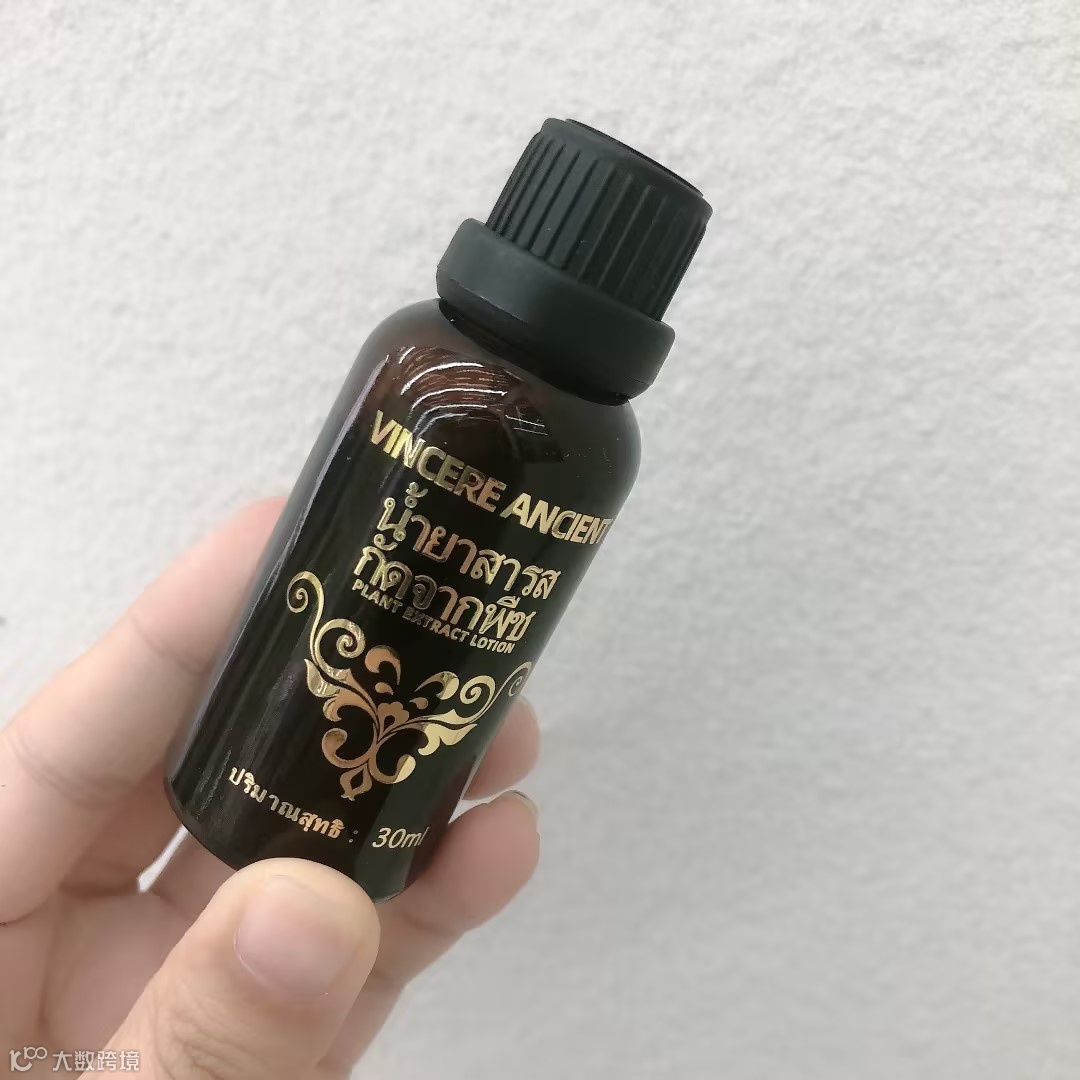 VINCERE ANCIENT
น้ำยาสารส
กัดจากพืช
PLANT EXTRACT LOTION
ปริมาณสุทธิ : 30ml
大数跨境